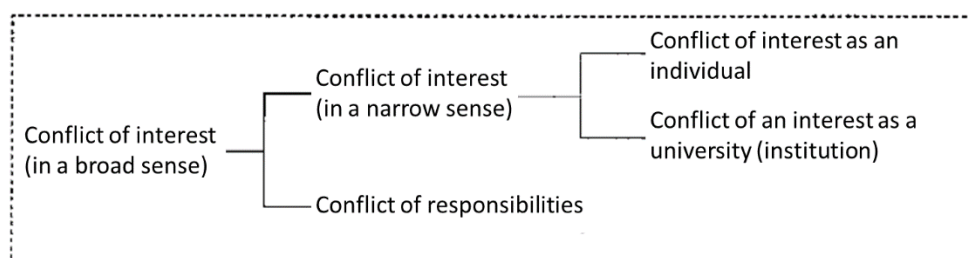 Conflict of interest
(in a broad sense)
Conflict of interest
(in a narrow sense)
Conflict of interest as an
individual
Conflict of an interest as a
university (institution)
Conflict of responsibilities